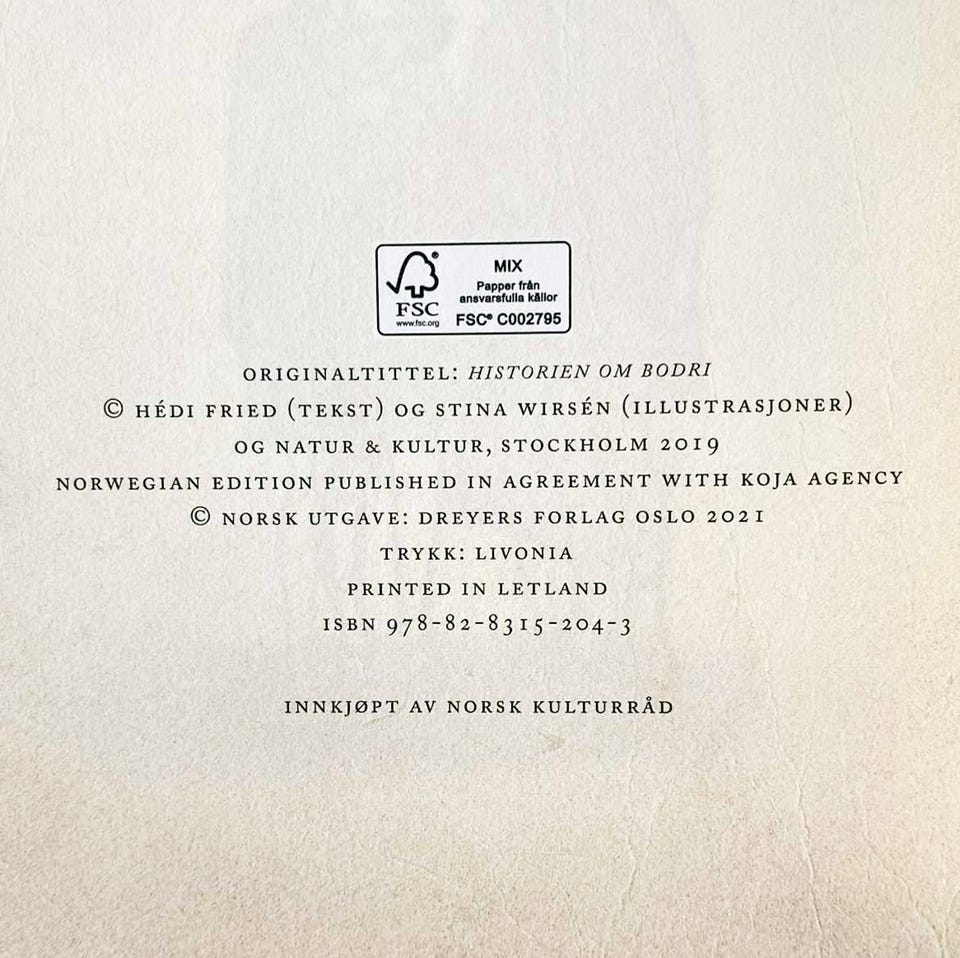 MIX
Papper från
ansvarsfulla källor
FSC® C002795
FSC
www.fsc.org
ORIGINALTITTEL: HISTORIEN OM BODRI
© HÉDI FRIED (TEKST) OG STINA WIRSÉN (ILLUSTRASJONER)
OG NATUR & KULTUR, STOCKHOLM 2019
NORWEGIAN EDITION PUBLISHED IN AGREEMENT WITH KOJA AGENCY
© NORSK UTGAVE: DREYERS FORLAG OSLO 2021
TRYKK: LIVONIA
PRINTED IN LETLAND
ISBN 978-82-8315-204-3
INNKJØPT AV NORSK KULTURRÅD